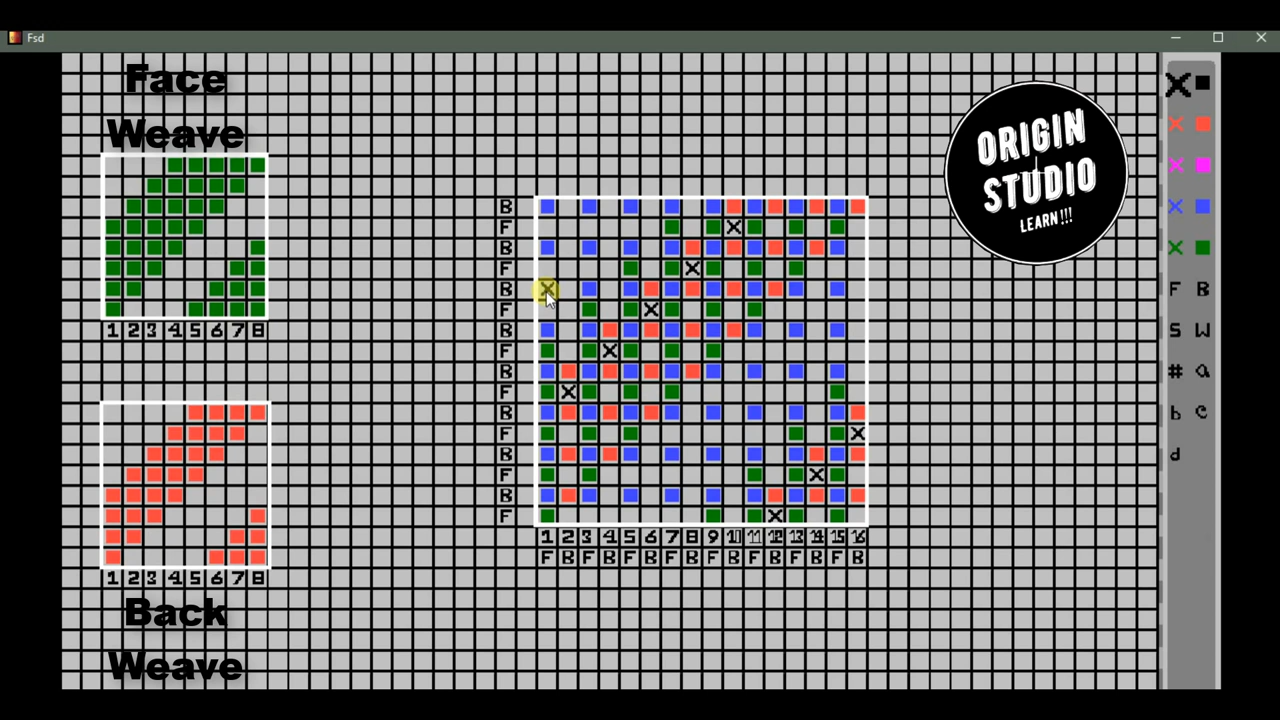 Fsd
Face
Weave
1 2 3 4 5 6 7 8
1 2 3 4 5 6 7 8
Back
Weave
B
F
B
F
B
F
B
F
B
F
B
F
B
F
B
F
1 2 3 4 5 6 7 8 9 10 11 12 13 14 15 16
F B F B F B F B F B F B F B F B
ORIGIN
STUDIO
LEARN!!!
F B
S W
# a
b c
d